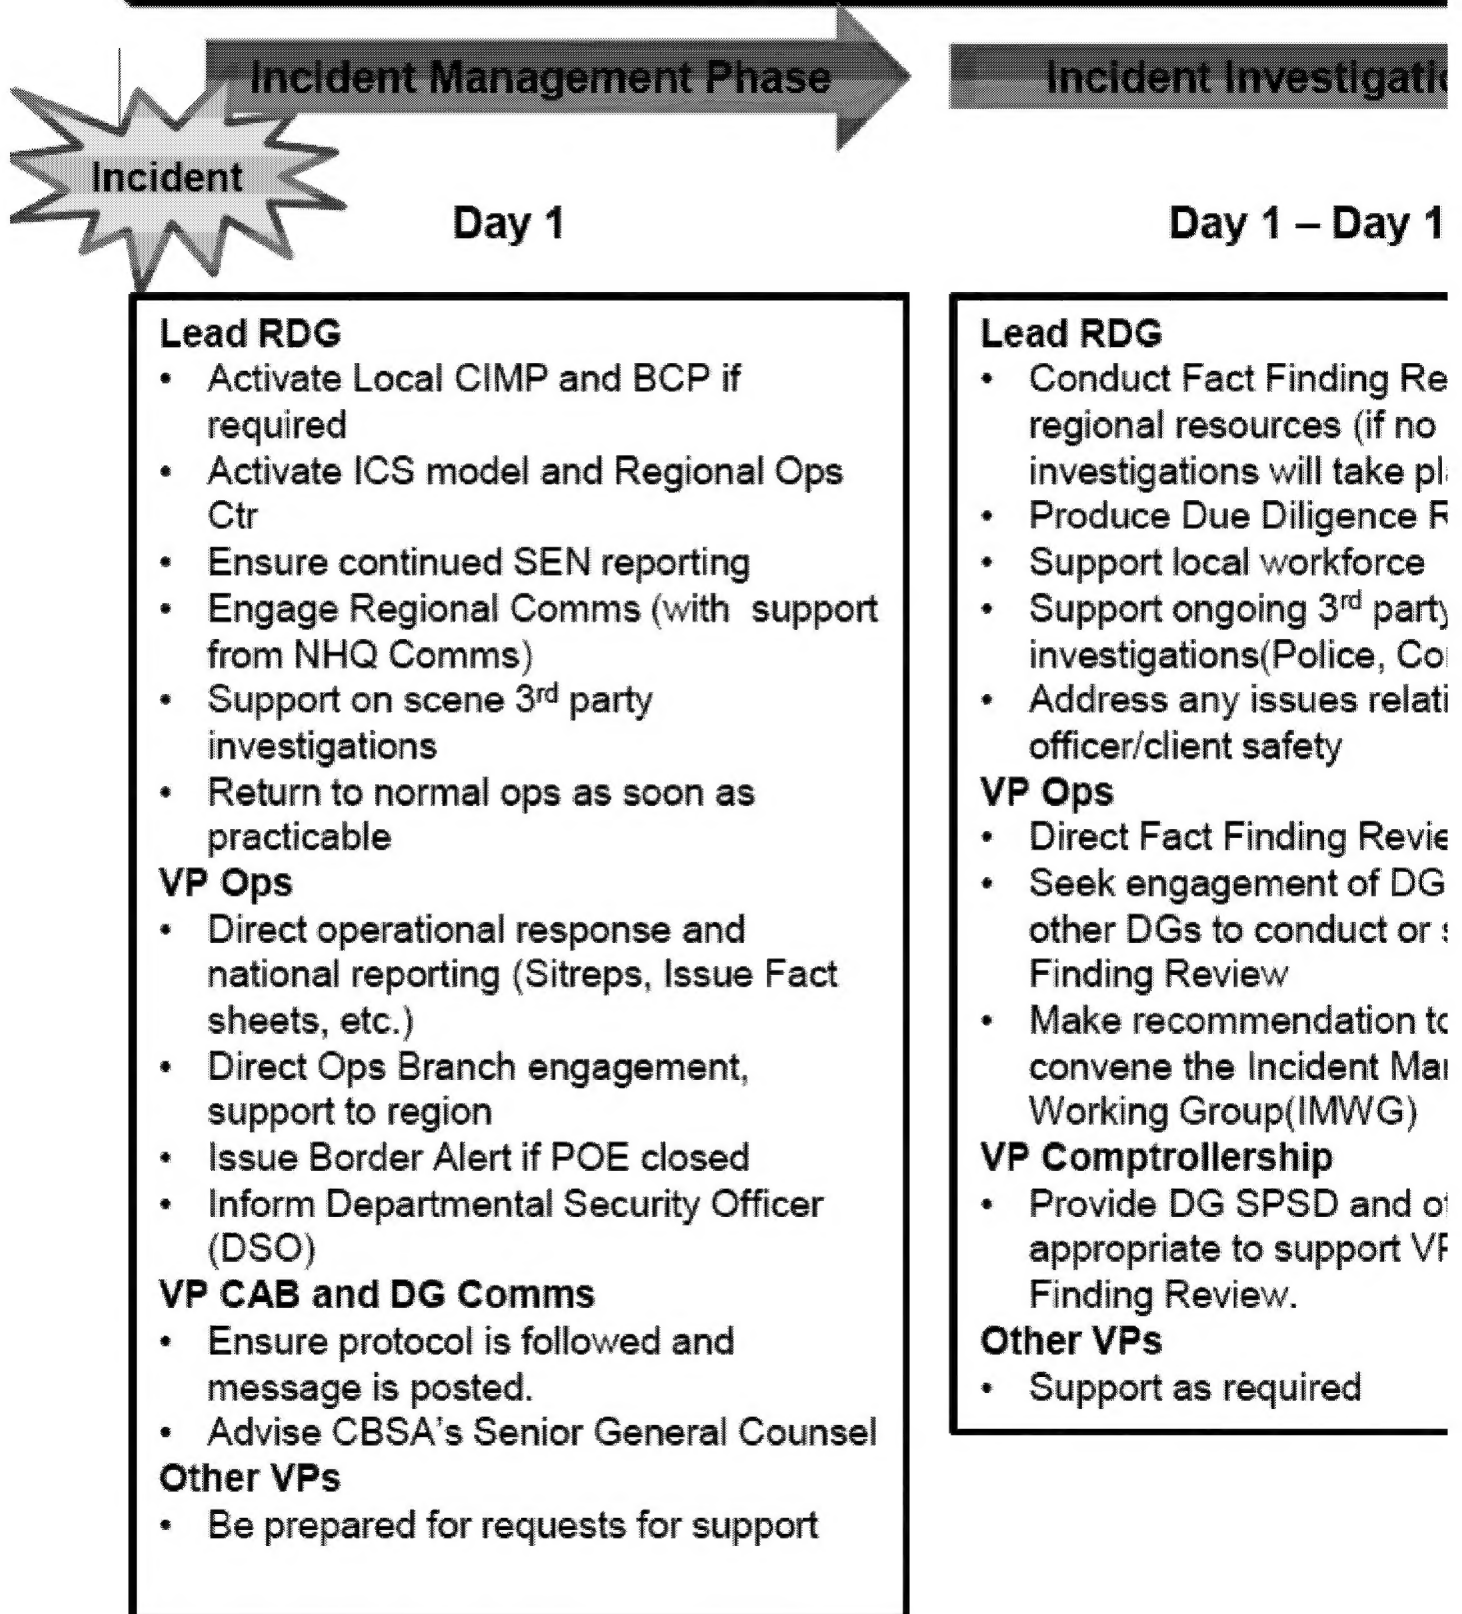 Incident Management Phase
Incident
Day 1
Lead RDG
• Activate Local CIMP and BCP if
required
• Activate ICS model and Regional Ops
Ctr
• Ensure continued SEN reporting
• Engage Regional Comms (with support
from NHQ Comms)
• Support on scene 3rd party
investigations
• Return to normal ops as soon as
practicable
VP Ops
• Direct operational response and
national reporting (Sitreps, Issue Fact
sheets, etc.)
• Direct Ops Branch engagement,
support to region
• Issue Border Alert if POE closed
• Inform Departmental Security Officer
(DSO)
VP CAB and DG Comms
• Ensure protocol is followed and
message is posted.
• Advise CBSA's Senior General Counsel
Other VPs
• Be prepared for requests for support
Incident
Day 1 – Day 1
Lead RDG
• Conduct Fact Finding
regional resources (if no
investigations will take
• Produce Due Diligence
• Support local workforce
• Support ongoing 3rd party
investigations(Police,
• Address any issues
officer/client safety
VP Ops
• Direct Fact Finding
• Seek engagement of DG
other DGs to conduct or
Finding Review
• Make recommendation to
convene the Incident
Working Group(IMWG)
VP Comptrollership
• Provide DG SPSD and
appropriate to support
Finding Review.
Other VPs
• Support as required